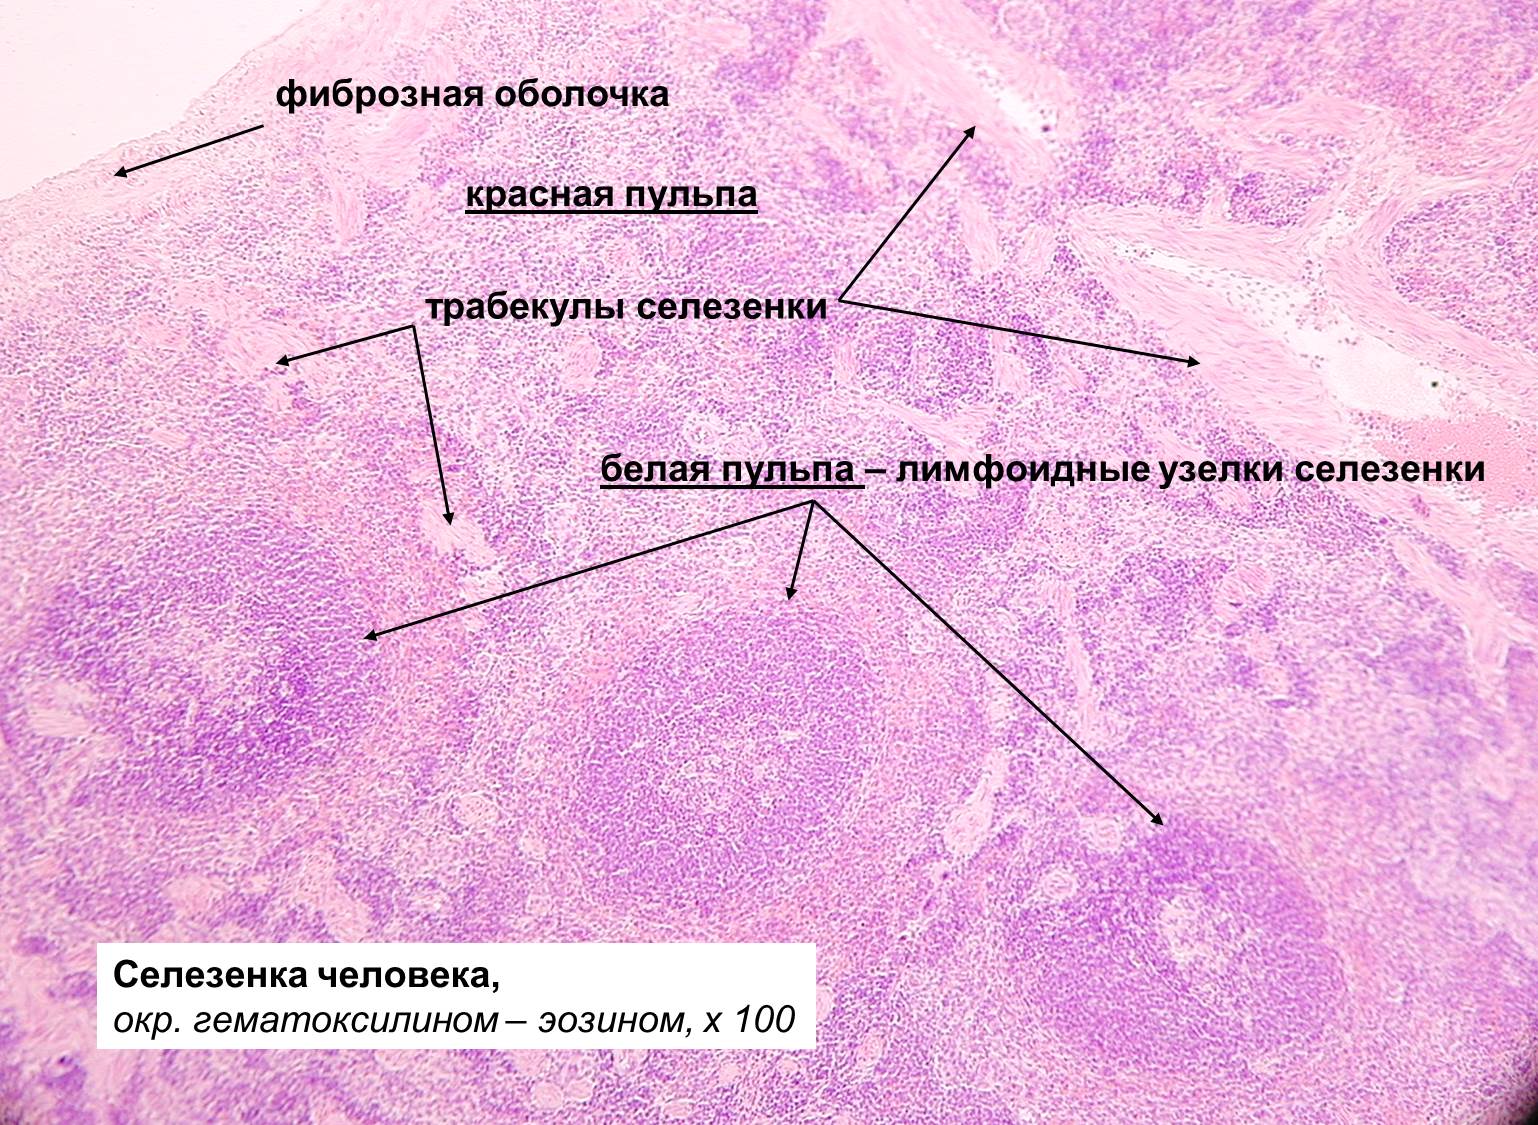 фиброзная оболочка
красная пульпа
трабекулы селезенки
белая пульпа – лимфоидные узелки селезенки
Селезенка человека,
окр. гематоксилином – эозином, х 100